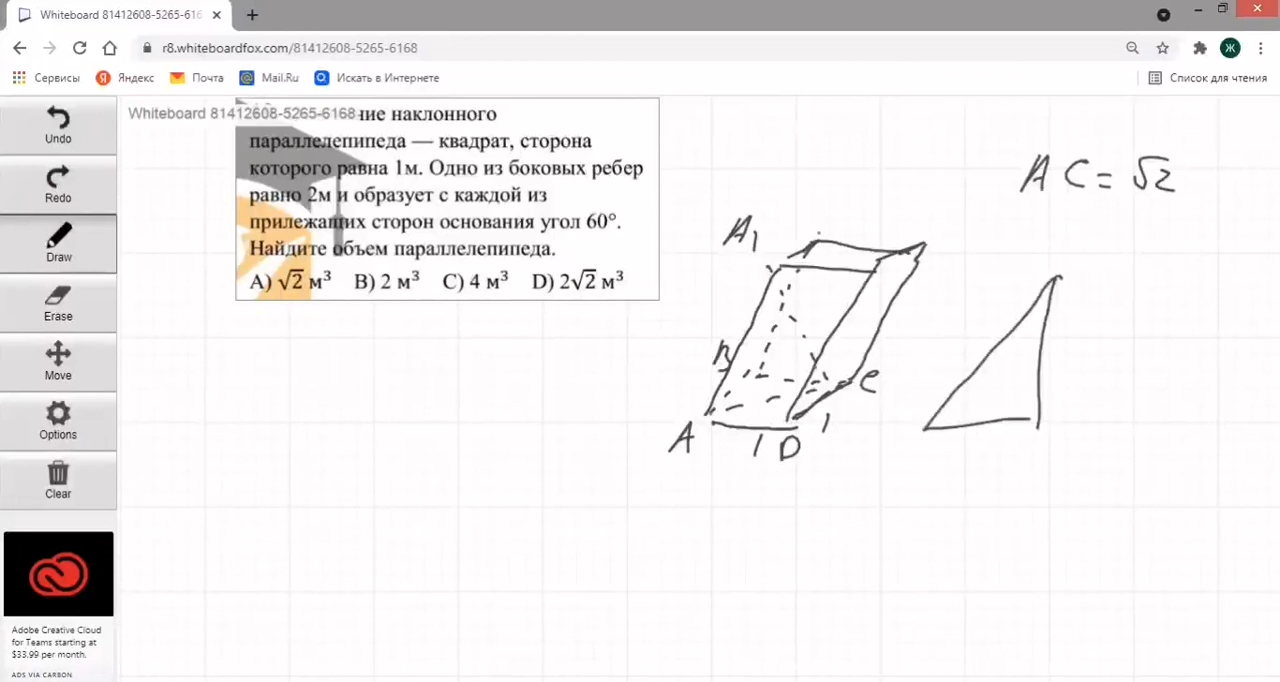 Whiteboard 81412608-5265-616
r8.whiteboardfox.com/81412608-5265-6168
Ж
Сервисы Яндекс Почта Mail.Ru Искать в Интернете Список для чтения
Undo
Redo
Draw
Erase
Move
Options
Clear
Adobe Creative Cloud
for Teams starting at
$33.99 per month.
ADS VIA CARBON
Whiteboard 81412608-5265-6168
ние наклонного
параллелепипеда — квадрат, сторона
которого равна 1м. Одно из боковых ребер
равно 2м и образует с каждой из
прилежащих сторон основания угол 60°.
Найдите объем параллелепипеда.
A) √2 м³ B) 2 м³ C) 4 м³ D) 2√2 м³
AC = √2
A₁
B
C
A 1 D 1